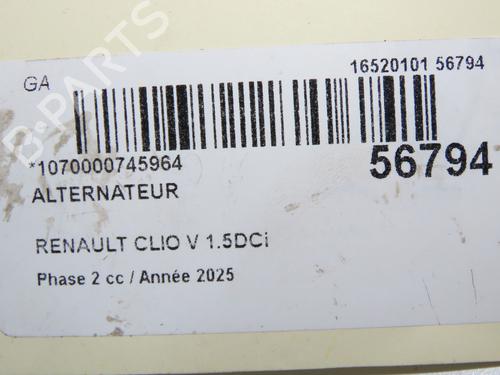 GA
16520101 56794
*1070000745964
56794
ALTERNATEUR
RENAULT CLIO V 1.5DCi
Phase 2 cc / Année 2025
B-PARTS